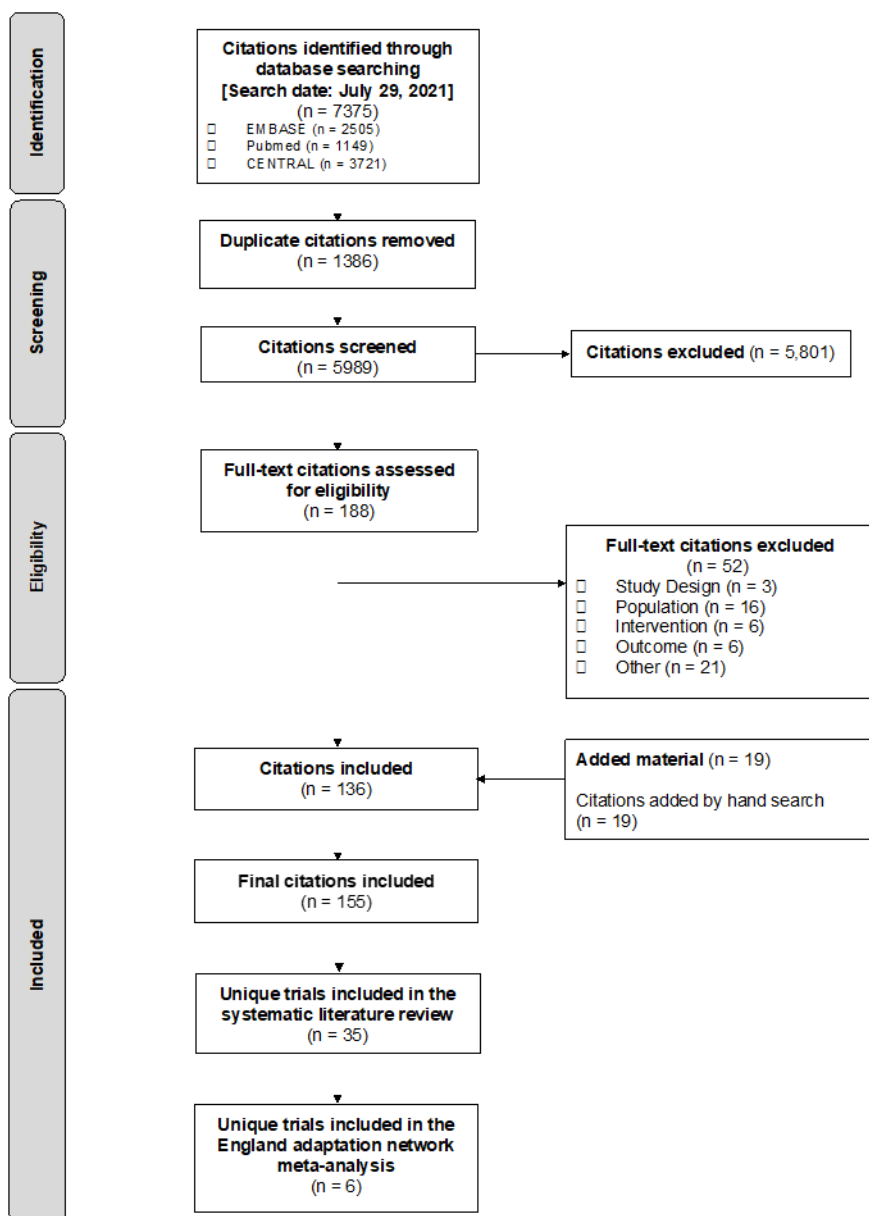 Identification
Citations identified through
database searching
[Search date: July 29, 2021]
(n = 7375)
EMBASE (n = 2505)
Pubmed (n = 1149)
CENTRAL (n = 3721)
Screening
Duplicate citations removed
(n = 1386)
Citations screened
(n = 5989)
Citations excluded (n = 5,801)
Eligibility
Full-text citations assessed
for eligibility
(n = 188)
Full-text citations excluded
(n = 52)
Study Design (n = 3)
Population (n = 16)
Intervention (n = 6)
Outcome (n = 6)
Other (n = 21)
Included
Citations included
(n = 136)
Added material (n = 19)
Citations added by hand search
(n = 19)
Final citations included
(n = 155)
Unique trials included in the
systematic literature review
(n = 35)
Unique trials included in the
England adaptation network
meta-analysis
(n = 6)